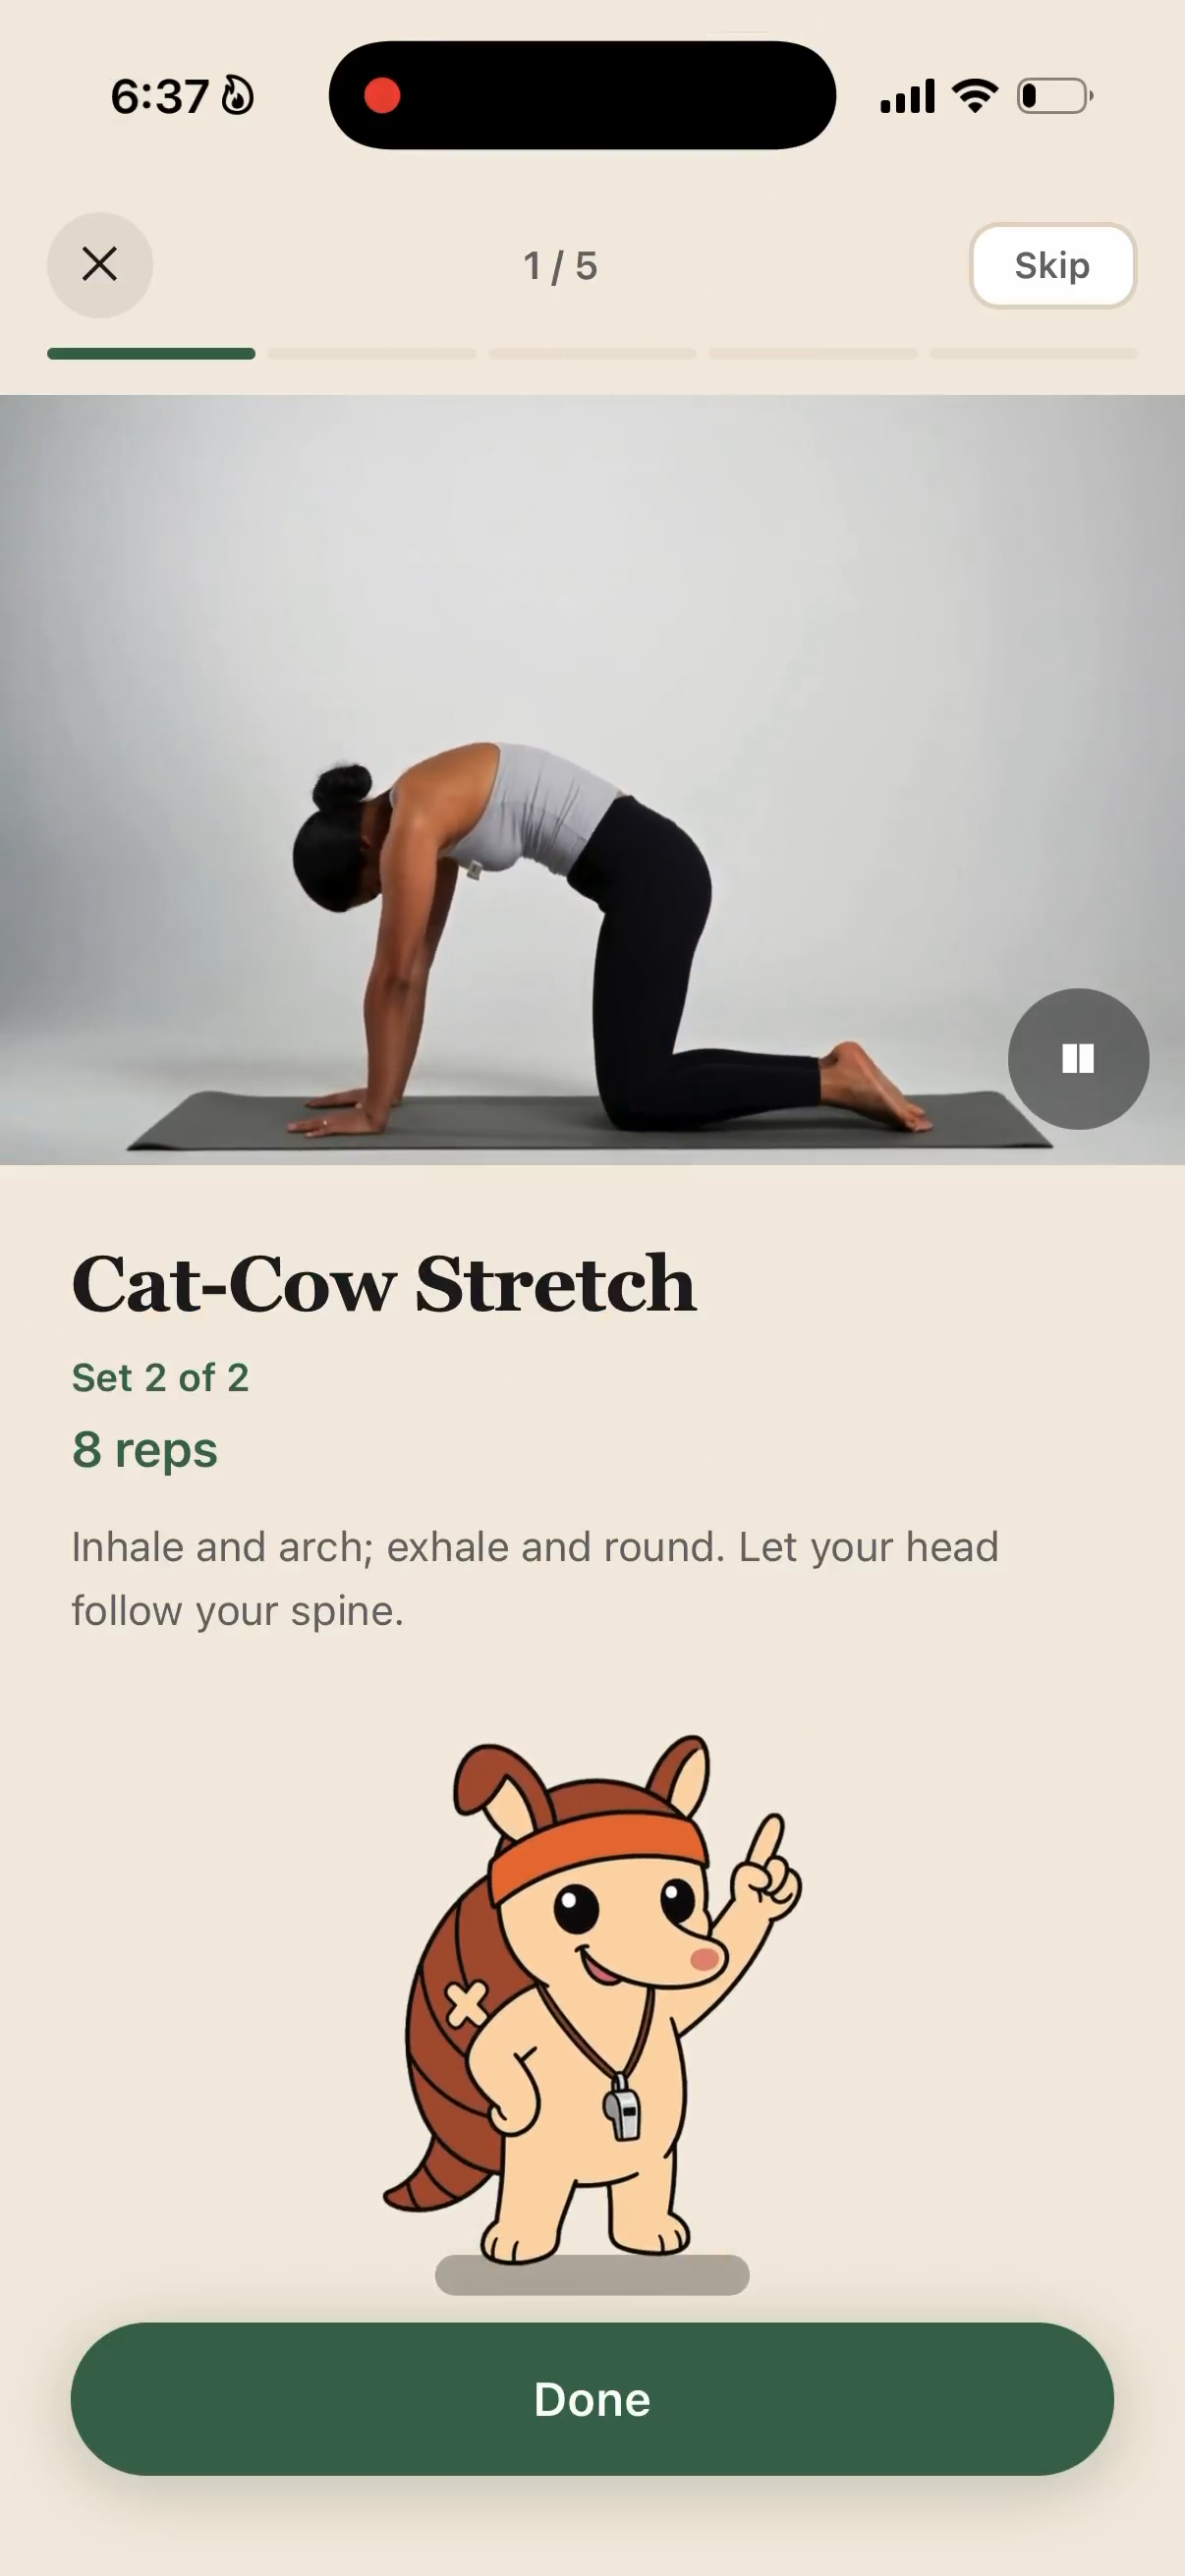 6:37
1 / 5
Skip
Cat-Cow Stretch
Set 2 of 2
8 reps
Inhale and arch; exhale and round. Let your head
follow your spine.
Done